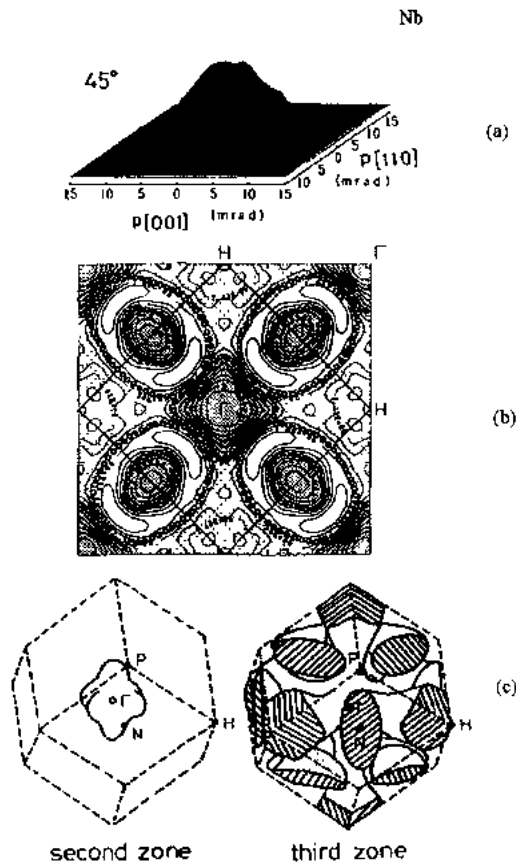 Nb
45°
(a)
15
10
5
0
5
10
15
P[110]
(mrad)
15 10 5 0 5 10 15
P[001] (mrad)
H Γ
Γ H
(b)
P
Γ
N
H
P
N
H
(c)
second zone third zone